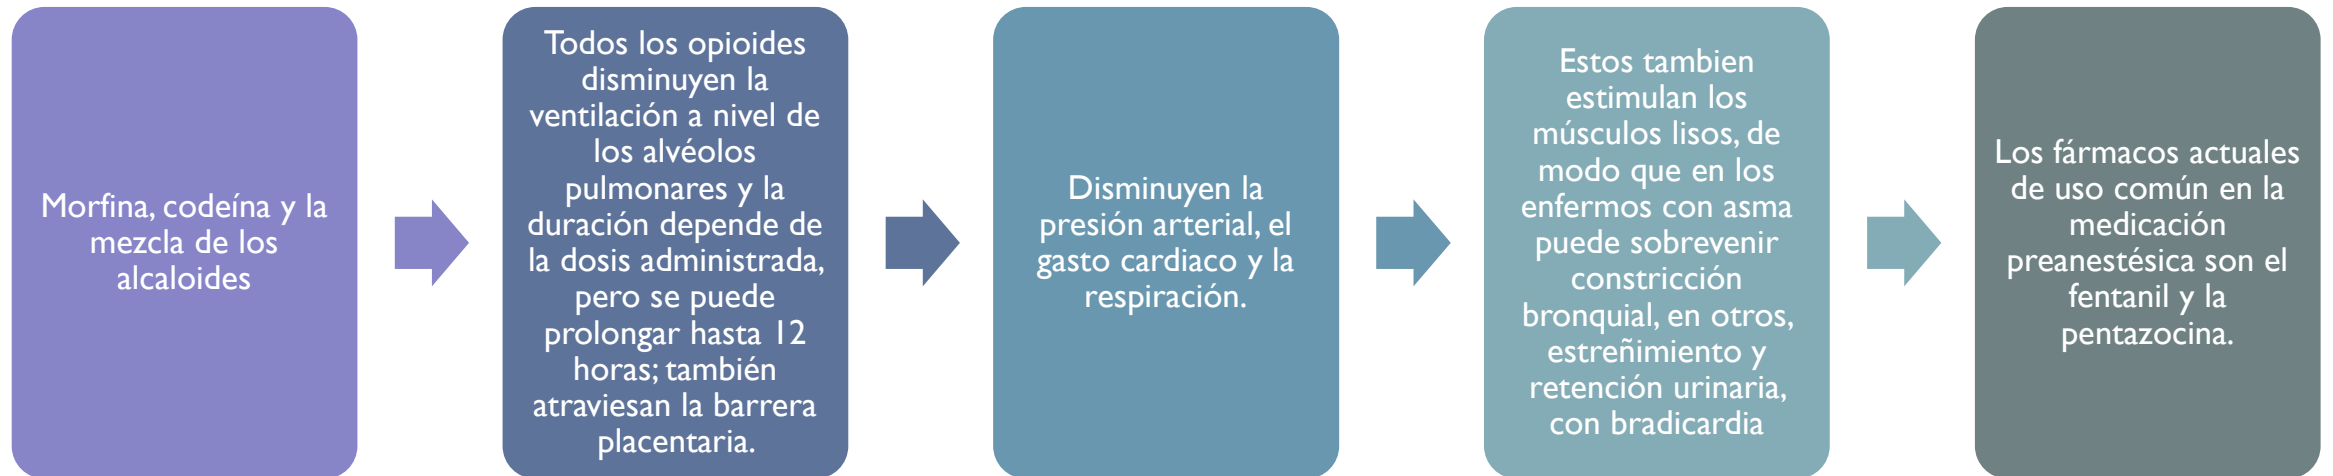 Morfina, codeína y la
mezcla de los
alcaloides
Todos los opioides
disminuyen la
ventilación a nivel de
los alvéolos
pulmonares y la
duración depende de
la dosis administrada,
pero se puede
prolongar hasta 12
horas; también
atraviesan la barrera
placentaria.
Disminuyen la
presión arterial, el
gasto cardiaco y la
respiración.
Estos tambien
estimulan los
músculos lisos, de
modo que en los
enfermos con asma
puede sobrevenir
constricción
bronquial, en otros,
estreñimiento y
retención urinaria,
con bradicardia
Los fármacos actuales
de uso común en la
medicación
preanestésica son el
fentanil y la
pentazocina.